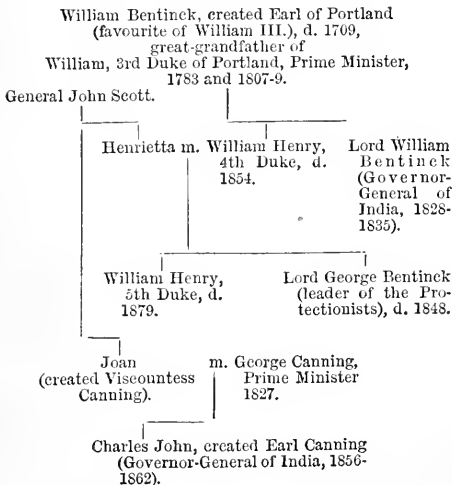 William Bentinck, created Earl of Portland
(favourite of William III.), d. 1709,
great-grandfather of
William, 3rd Duke of Portland, Prime Minister,
1783 and 1807-9.
General John Scott.
Henrietta m. William Henry,
4th Duke, d.
1854.
Lord William
Bentinck
(Governor-
General of
India, 1828-
1835).
William Henry,
5th Duke, d.
1879.
Lord George Bentinck
(leader of the Pro-
tectionists), d. 1848.
Joan
(created Viscountess
Canning).
m. George Canning,
Prime Minister
1827.
Charles John, created Earl Canning
(Governor-General of India, 1856-
1862).